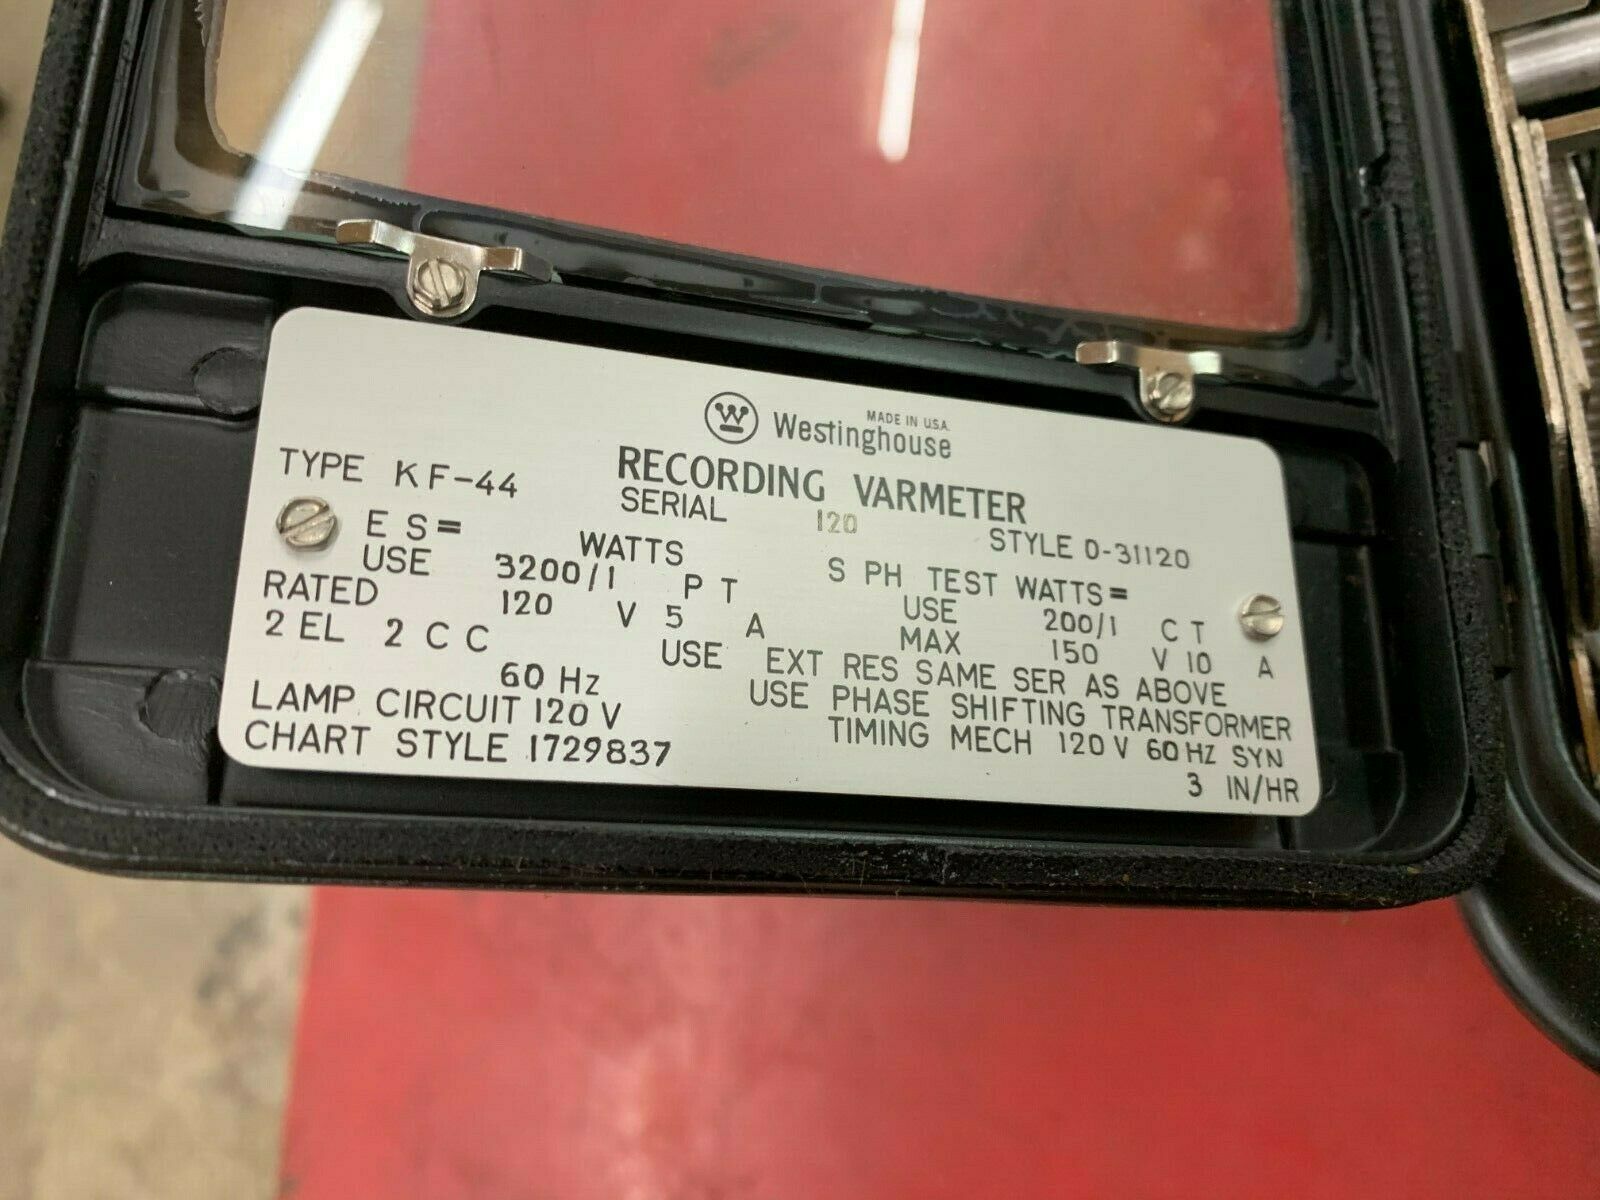 MADE IN U.S.A.
W Westinghouse
RECORDING VARMETER
TYPE KF-44 SERIAL 120 STYLE 0-31120
E S= WATTS S PH TEST WATTS=
USE 3200/1 P T USE 200/1 C T
RATED 120 V 5 A MAX 150 V 10 A
2 EL 2 C C USE EXT RES SAME SER AS ABOVE
60 Hz USE PHASE SHIFTING TRANSFORMER
LAMP CIRCUIT 120 V TIMING MECH 120 V 60 HZ SYN
CHART STYLE 1729837 3 IN/HR